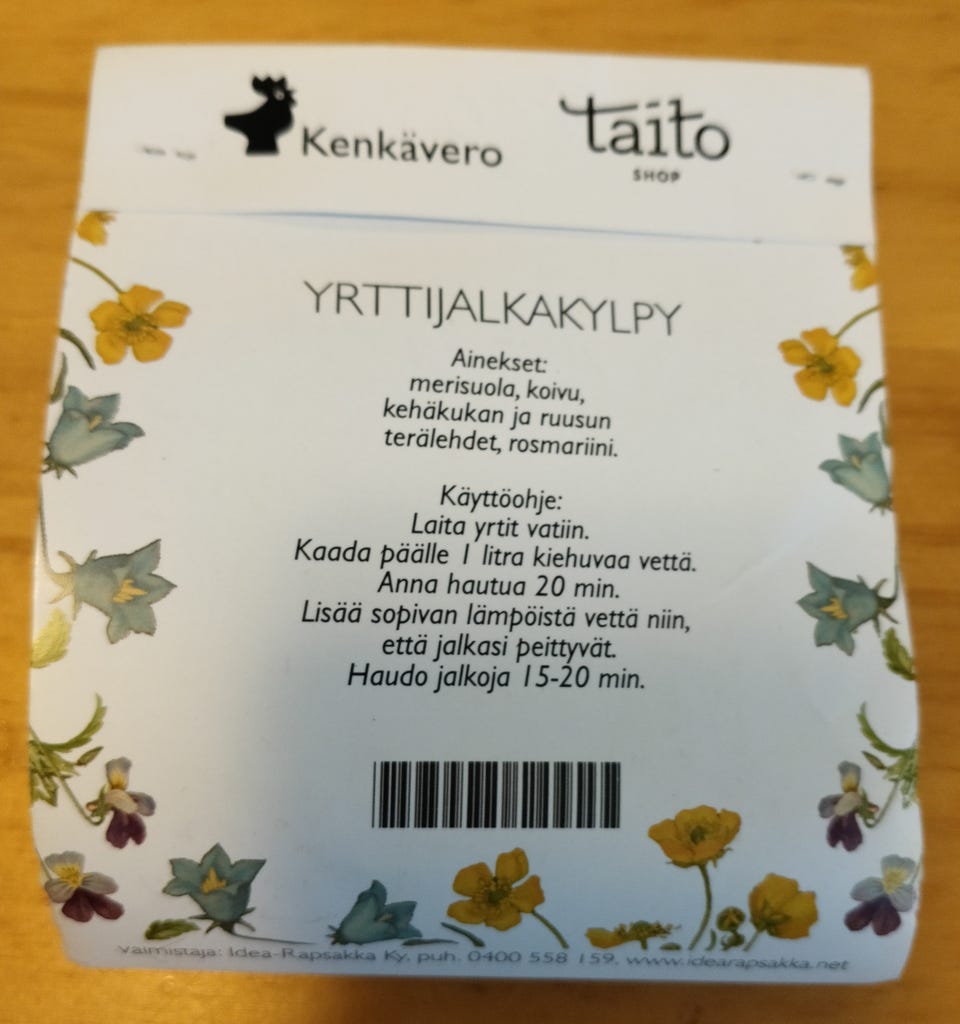 Kenkävero
taito
SHOP
YRTTIJALKAKYLPY
Ainekset:
merisuola, koivu,
kehäkukan ja ruusun
terälehdet, rosmariini.
Käyttöohje:
Laita yrtit vatiin.
Kaada päälle 1 litra kiehuvaa vettä.
Anna hautua 20 min.
Lisää sopivan lämpöistä vettä niin,
että jalkasi peittyvät.
Haudo jalkoja 15-20 min.
Valmistaja: Idea-Rapsakka Ky, puh. 0400 558 159, www.idearapsakka.net